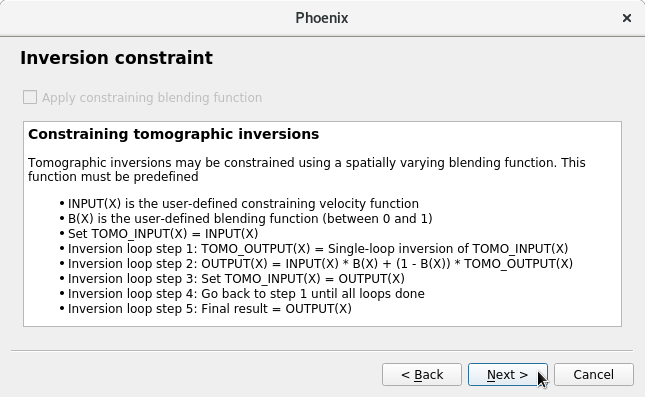 Phoenix
Inversion constraint
Apply constraining blending function
Constraining tomographic inversions
Tomographic inversions may be constrained using a spatially varying blending function. This
function must be predefined
• INPUT(X) is the user-defined constraining velocity function
• B(X) is the user-defined blending function (between 0 and 1)
• Set TOMO_INPUT(X) = INPUT(X)
• Inversion loop step 1: TOMO_OUTPUT(X) = Single-loop inversion of TOMO_INPUT(X)
• Inversion loop step 2: OUTPUT(X) = INPUT(X) * B(X) + (1 - B(X)) * TOMO_OUTPUT(X)
• Inversion loop step 3: Set TOMO_INPUT(X) = OUTPUT(X)
• Inversion loop step 4: Go back to step 1 until all loops done
• Inversion loop step 5: Final result = OUTPUT(X)
< Back Next > Cancel